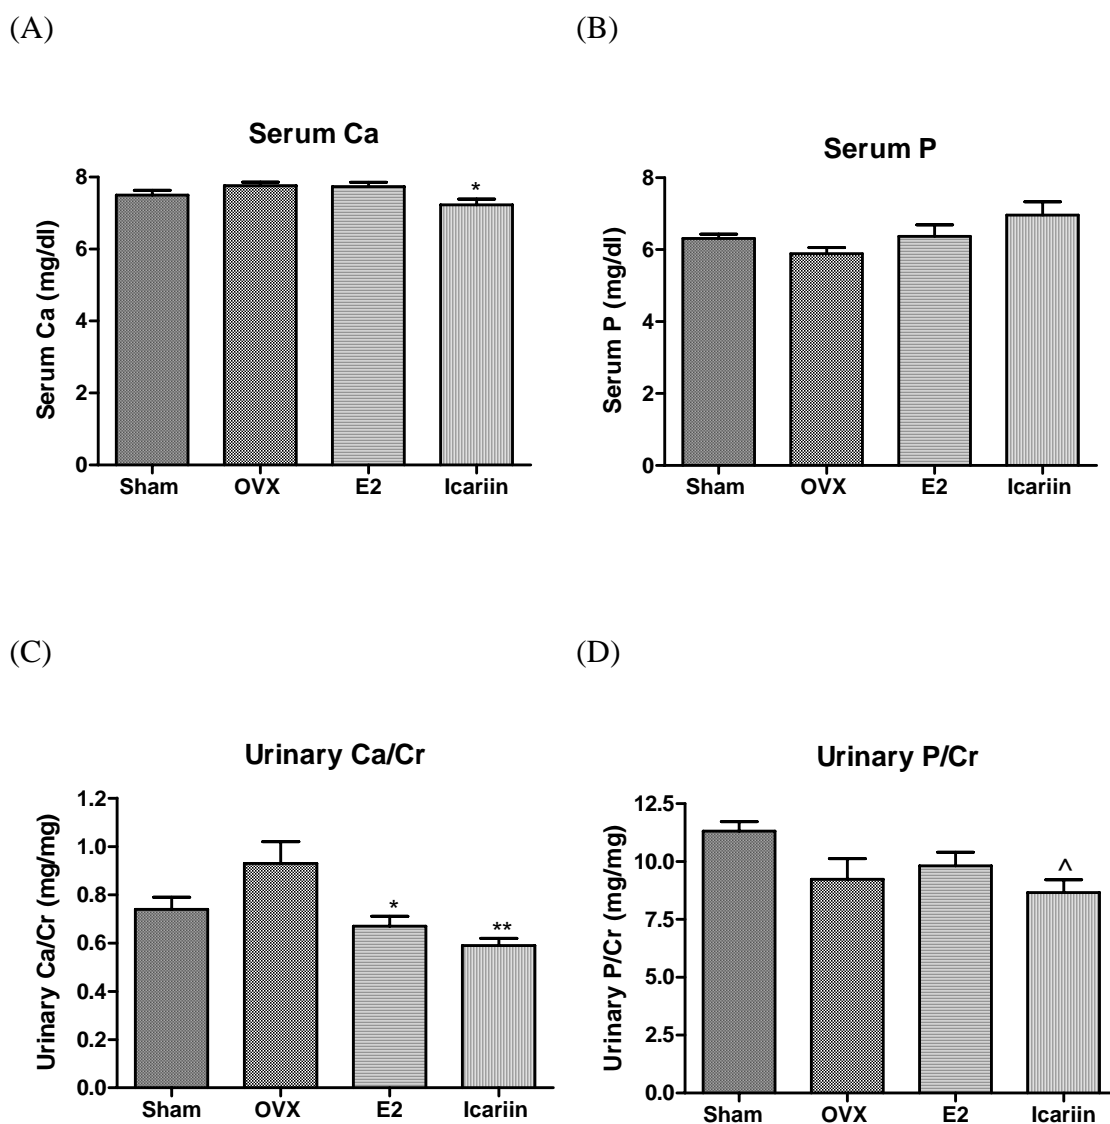 (A)
(B)
Serum Ca
Serum P
Serum Ca (mg/dl)
8
6
4
2
0
*
Sham OVX E2 Icariin
Serum P (mg/dl)
8
6
4
2
0
Sham OVX E2 Icariin
(C)
(D)
Urinary Ca/Cr
Urinary P/Cr
Urinary Ca/Cr (mg/mg)
1.2
1.0
0.8
0.6
0.4
0.2
0.0
*
**
Sham OVX E2 Icariin
Urinary P/Cr (mg/mg)
12.5
10.0
7.5
5.0
2.5
0.0
^
Sham OVX E2 Icariin